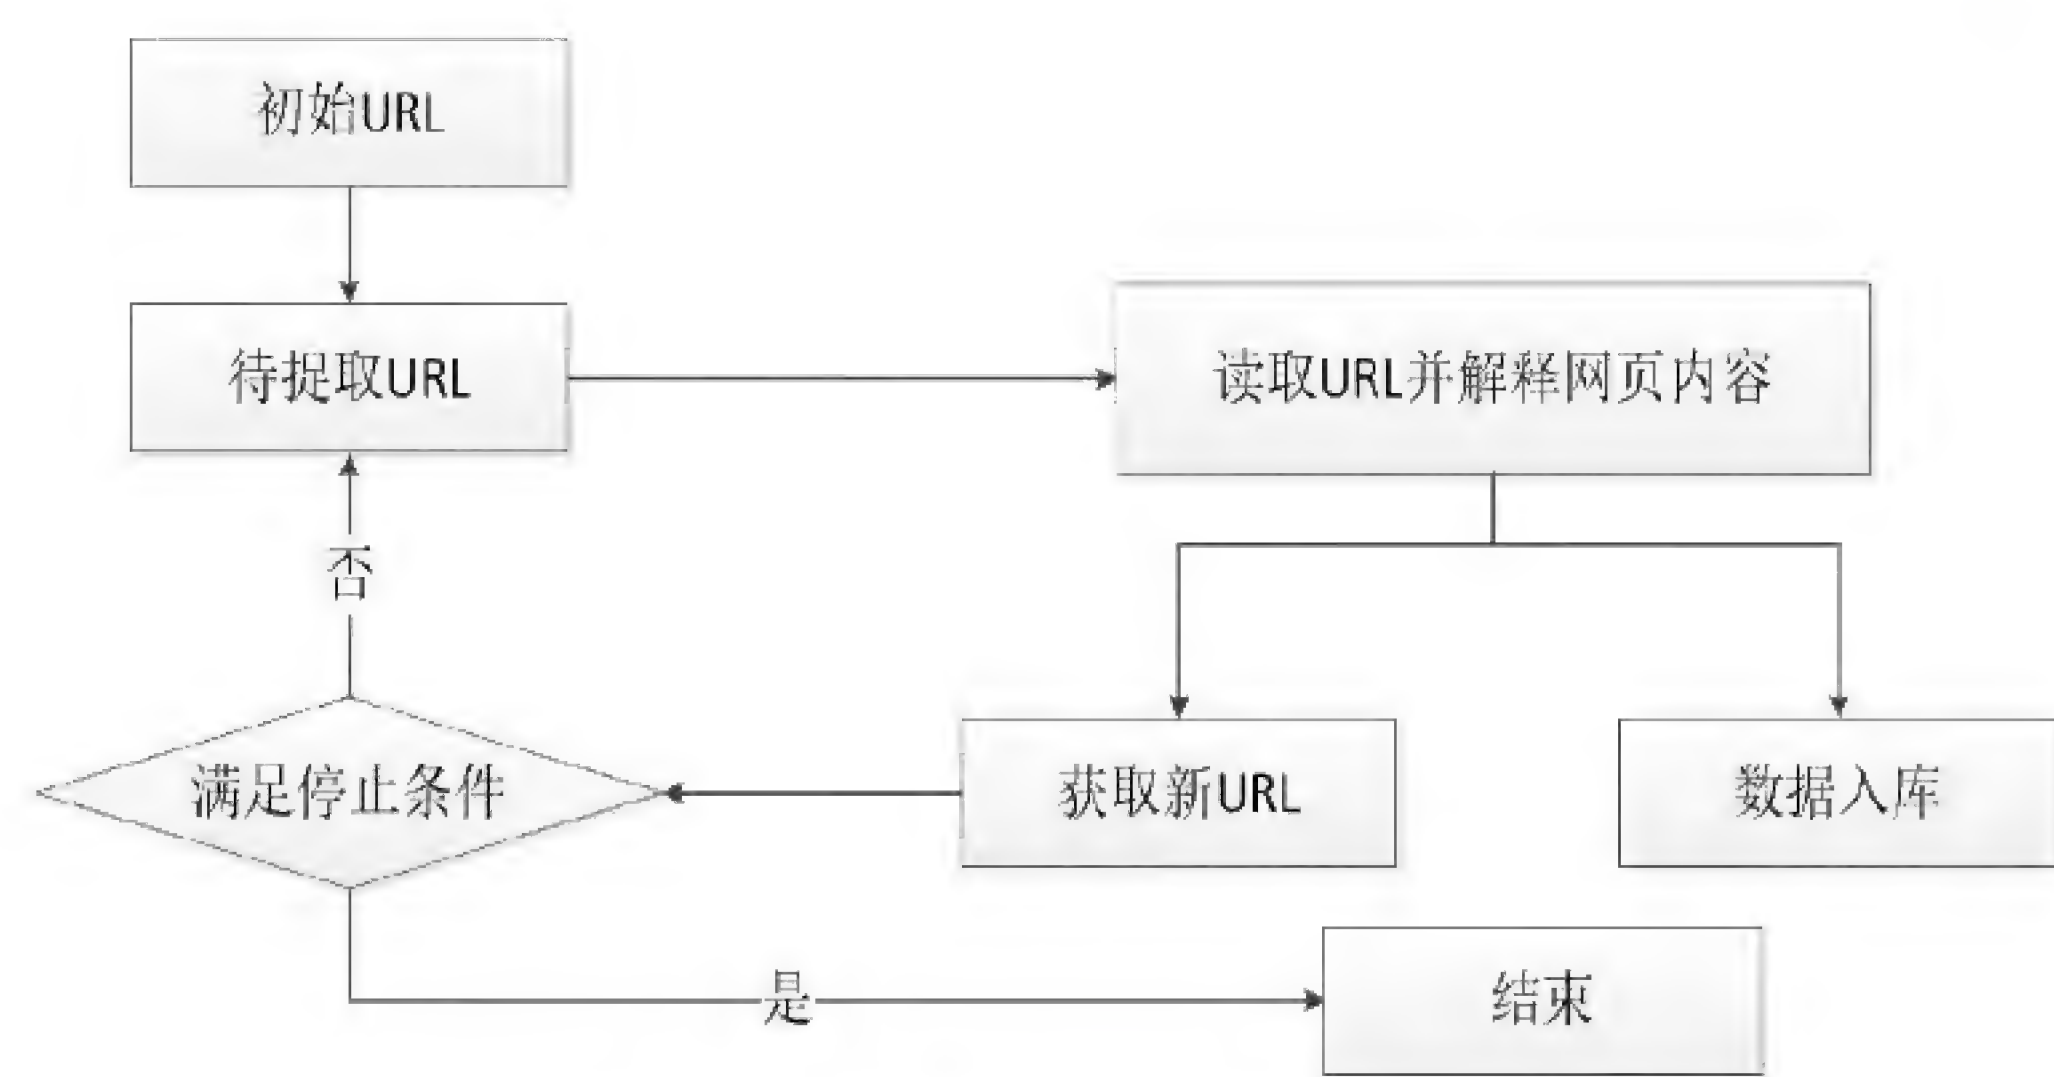 初始URL
待提取URL
读取URL并解释网页内容
否
满足停止条件
获取新URL
数据入库
是
结束